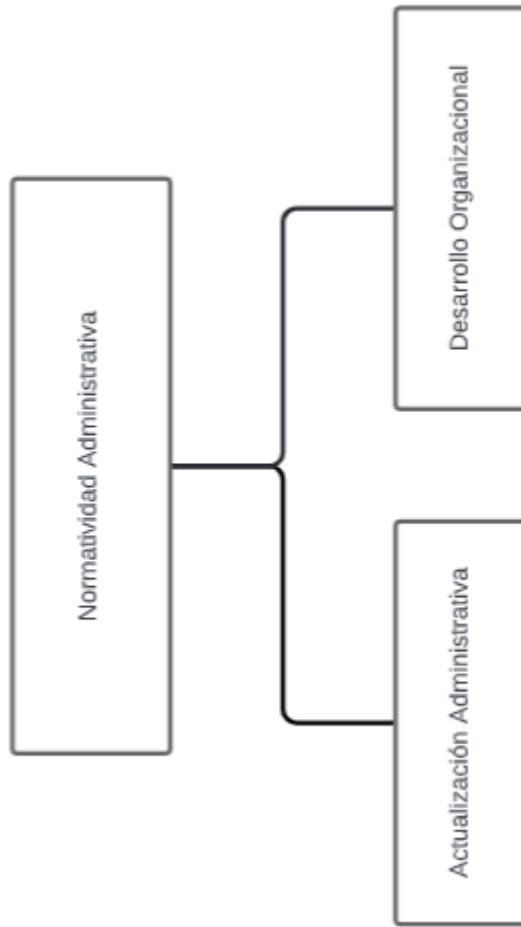 Normatividad Administrativa
Actualización Administrativa
Desarrollo Organizacional